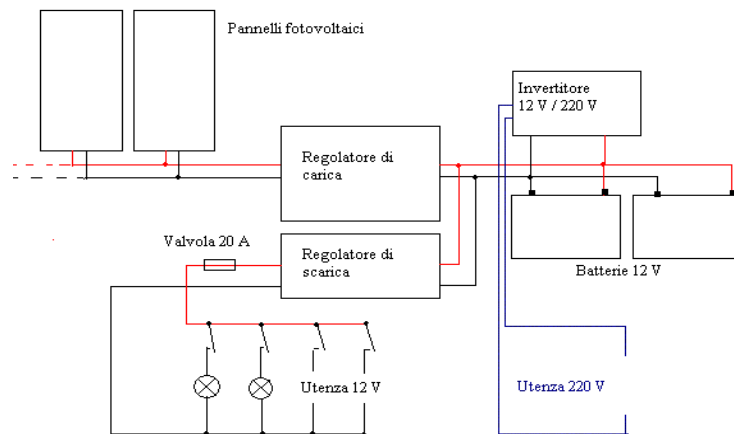 Pannelli fotovoltaici
Invertitore
12 V / 220 V
Regolatore di
carica
Valvola 20 A
Regolatore di
scarica
Batterie 12 V
Utenza 12 V
Utenza 220 V